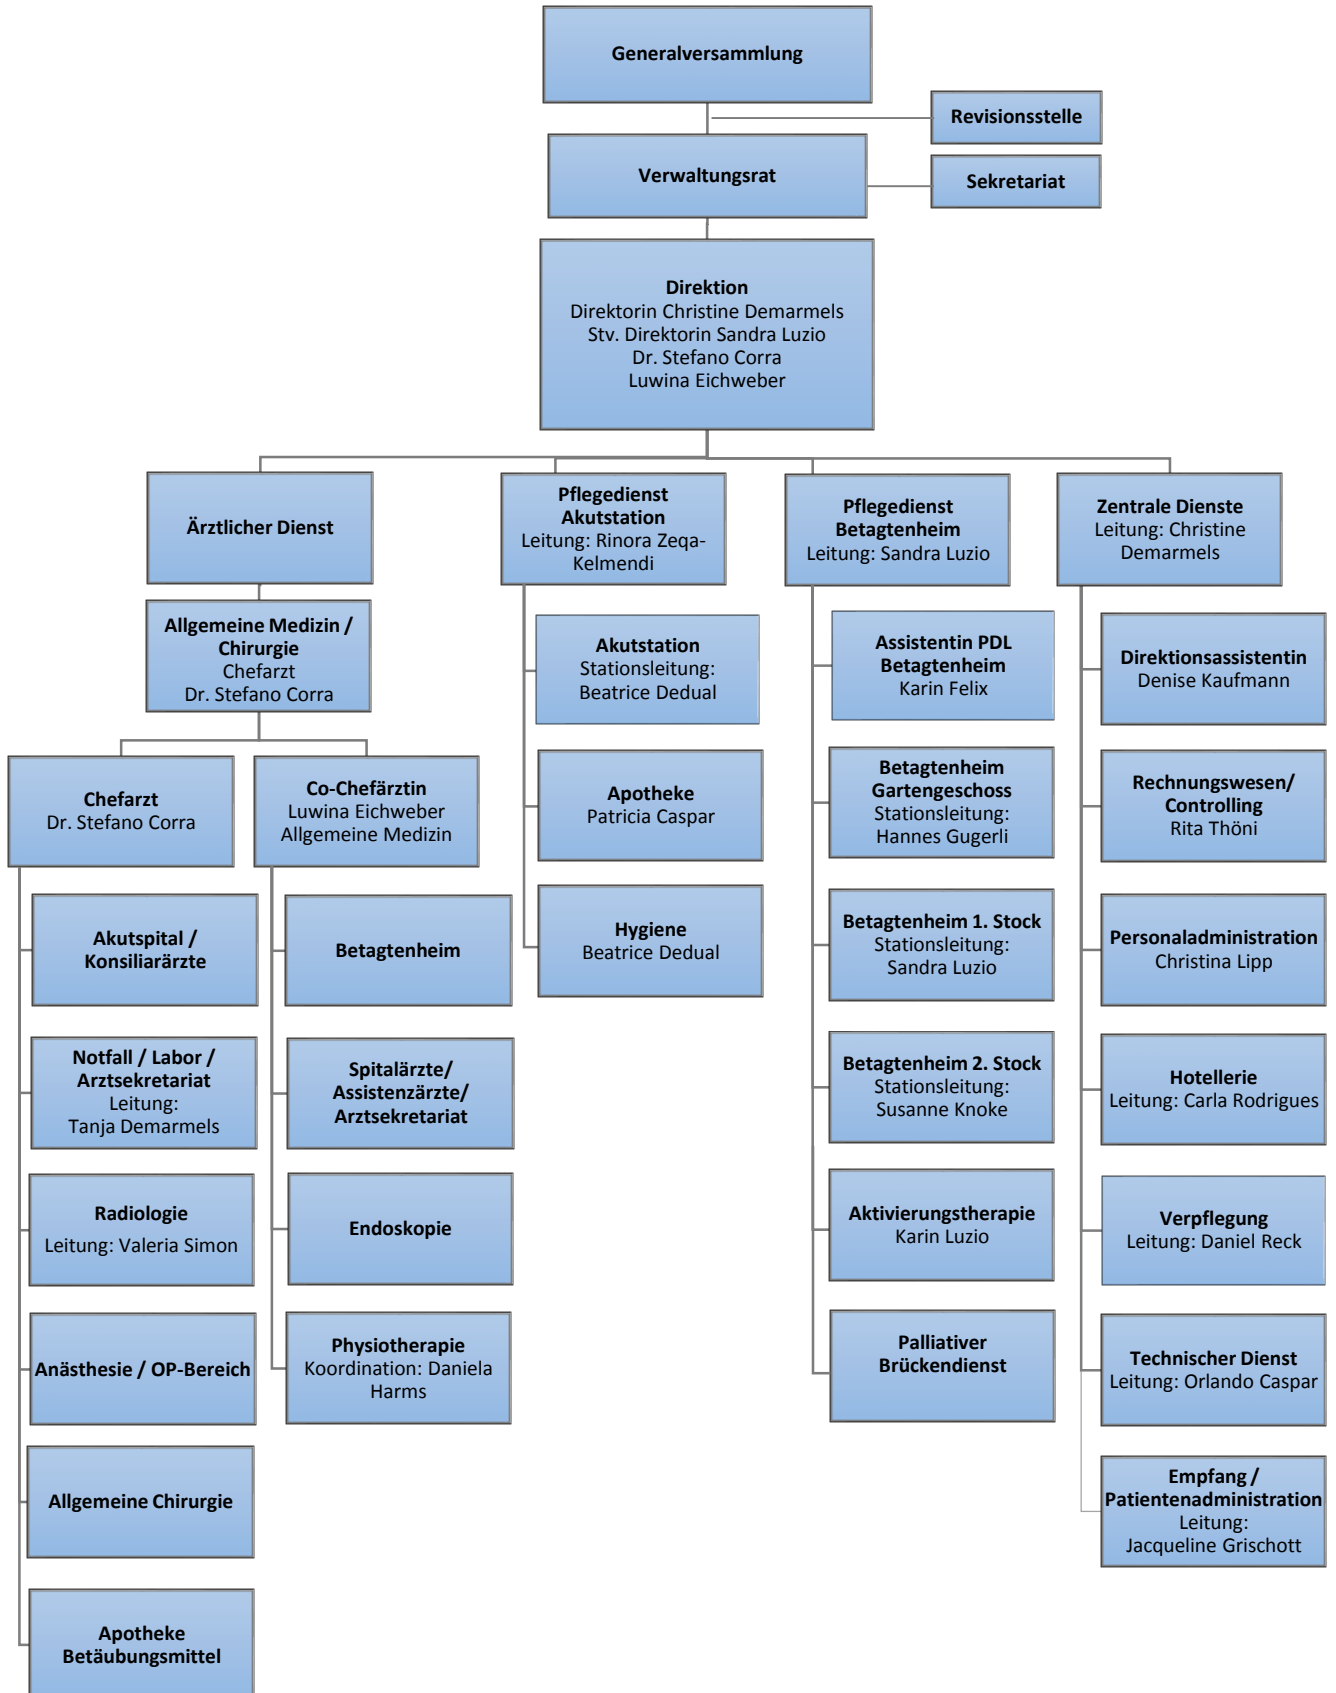 Generalversammlung
Revisionsstelle
Verwaltungsrat
Sekretariat
Direktion
Direktorin Christine Demarmels
Stv. Direktorin Sandra Luzio
Dr. Stefano Corra
Luwina Eichweber
Ärztlicher Dienst
Allgemeine Medizin /
Chirurgie
Chefarzt
Dr. Stefano Corra
Chefarzt
Dr. Stefano Corra
Akutspital /
Konsiliarärzte
Notfall / Labor /
Arztsekretariat
Leitung:
Tanja Demarmels
Radiologie
Leitung: Valeria Simon
Anästhesie / OP-Bereich
Allgemeine Chirurgie
Apotheke
Betäubungsmittel
Co-Chefärztin
Luwina Eichweber
Allgemeine Medizin
Betagtenheim
Spitalärzte/
Assistenzärzte/
Arztsekretariat
Endoskopie
Physiotherapie
Koordination: Daniela
Harms
Pflegedienst
Akutstation
Leitung: Rinora Zeqa-
Kelmendi
Akutstation
Stationsleitung:
Beatrice Dedual
Apotheke
Patricia Caspar
Hygiene
Beatrice Dedual
Pflegedienst
Betagtenheim
Leitung: Sandra Luzio
Assistentin PDL
Betagtenheim
Karin Felix
Betagtenheim
Gartengeschoss
Stationsleitung:
Hannes Gugerli
Betagtenheim 1. Stock
Stationsleitung:
Sandra Luzio
Betagtenheim 2. Stock
Stationsleitung:
Susanne Knoke
Aktivierungstherapie
Karin Luzio
Palliativer
Brückendienst
Zentrale Dienste
Leitung: Christine
Demarmels
Direktionsassistentin
Denise Kaufmann
Rechnungswesen/
Controlling
Rita Thöni
Personaladministration
Christina Lipp
Hotellerie
Leitung: Carla Rodrigues
Verpflegung
Leitung: Daniel Reck
Technischer Dienst
Leitung: Orlando Caspar
Empfang /
Patientenadministration
Leitung:
Jacqueline Grischott